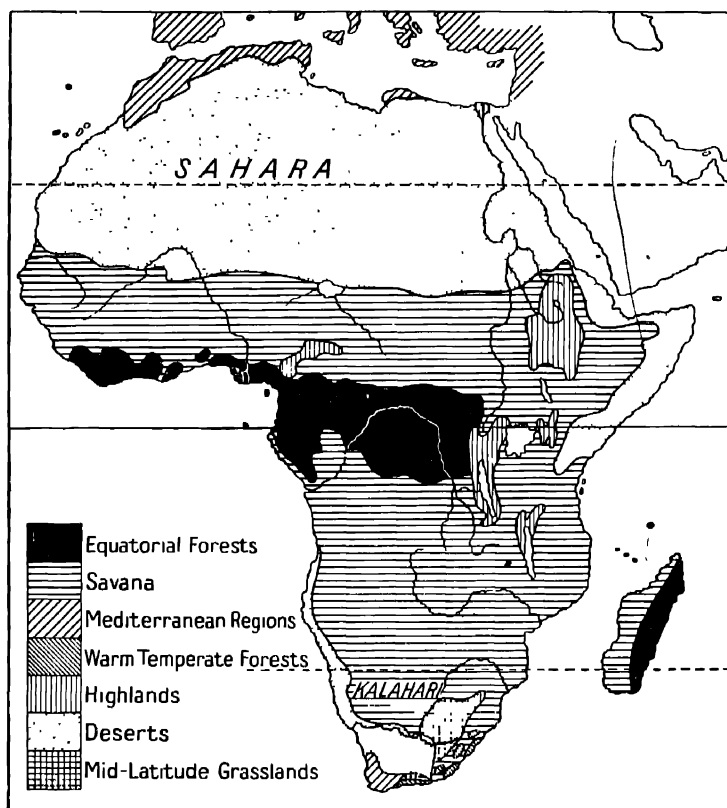 SAHARA
KALAHARI
Equatorial Forests
Savana
Mediterranean Regions
Warm Temperate Forests
Highlands
Deserts
Mid-Latitude Grasslands